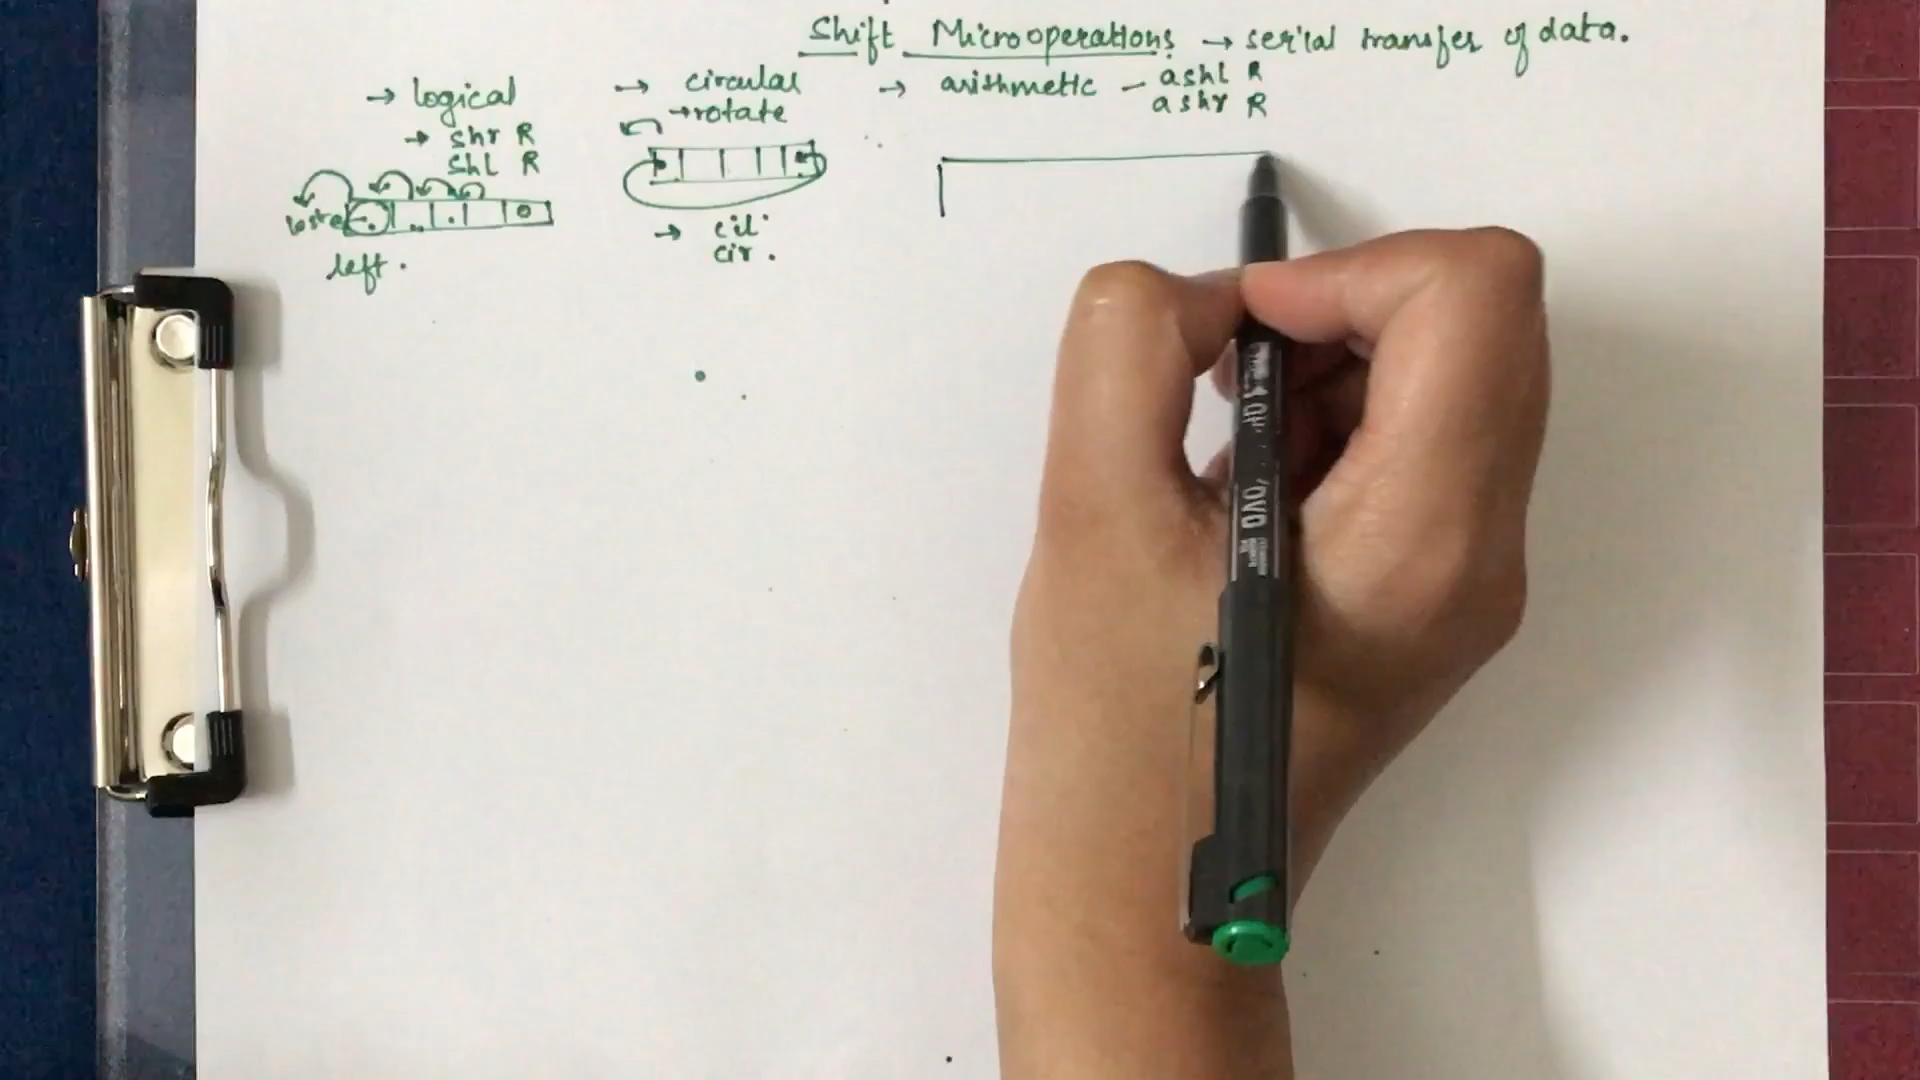 Shift Microoperations → serial transfer of data.
→ logical
→ shr R
shl R
left.
→ circular
→ rotate
→ cil
cir.
→ arithmetic – ashl R
ashr R